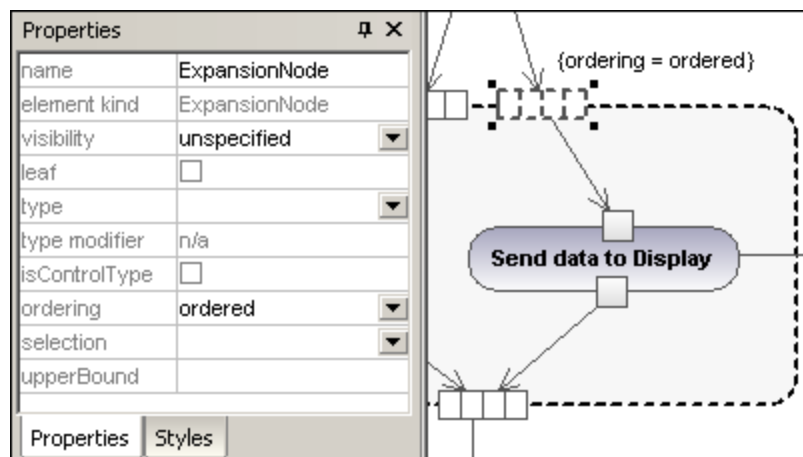 Properties
name ExpansionNode
element kind ExpansionNode
visibility unspecified
leaf
type
type modifier n/a
isControlType
ordering ordered
selection
upperBound
Properties Styles
{ordering = ordered}
Send data to Display